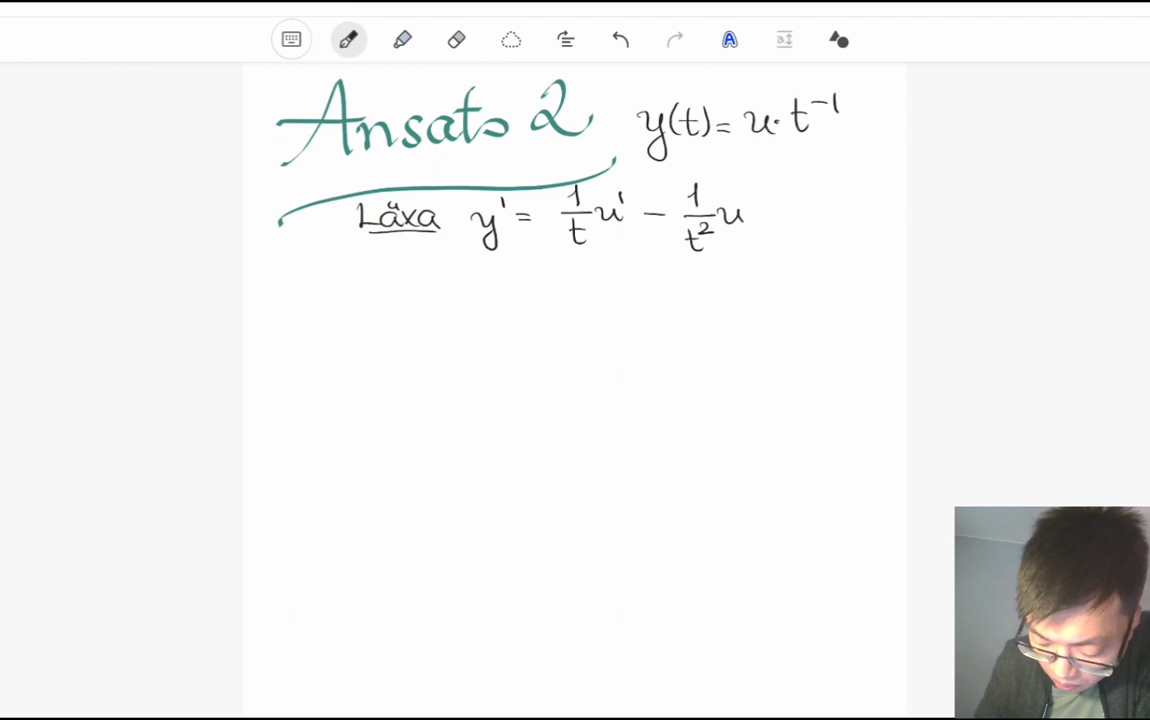 Ansats 2 y(t) = u · t⁻¹
Läxa y' = 1/t u' − 1/t² u